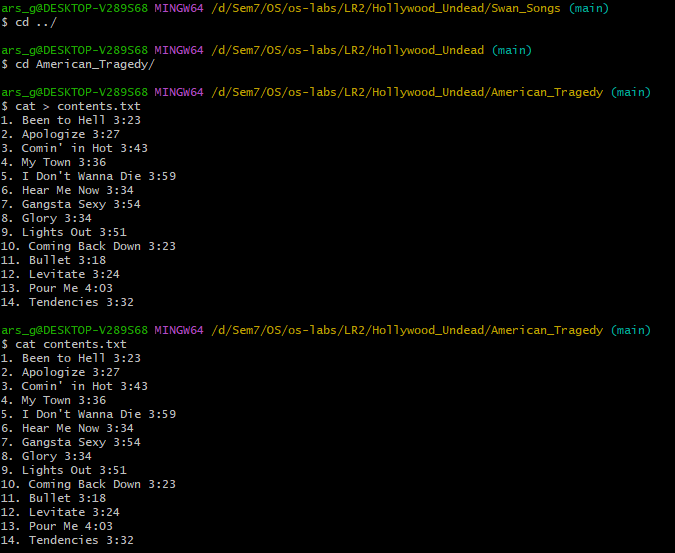 ars_g@DESKTOP-V289S68 MINGW64 /d/Sem7/OS/os-labs/LR2/Hollywood_Undead/Swan_Songs (main)
$ cd ../
ars_g@DESKTOP-V289S68 MINGW64 /d/Sem7/OS/os-labs/LR2/Hollywood_Undead (main)
$ cd American_Tragedy/
ars_g@DESKTOP-V289S68 MINGW64 /d/Sem7/OS/os-labs/LR2/Hollywood_Undead/American_Tragedy (main)
$ cat > contents.txt
1. Been to Hell 3:23
2. Apologize 3:27
3. Comin' in Hot 3:43
4. My Town 3:36
5. I Don't Wanna Die 3:59
6. Hear Me Now 3:34
7. Gangsta Sexy 3:54
8. Glory 3:34
9. Lights Out 3:51
10. Coming Back Down 3:23
11. Bullet 3:18
12. Levitate 3:24
13. Pour Me 4:03
14. Tendencies 3:32
ars_g@DESKTOP-V289S68 MINGW64 /d/Sem7/OS/os-labs/LR2/Hollywood_Undead/American_Tragedy (main)
$ cat contents.txt
1. Been to Hell 3:23
2. Apologize 3:27
3. Comin' in Hot 3:43
4. My Town 3:36
5. I Don't Wanna Die 3:59
6. Hear Me Now 3:34
7. Gangsta Sexy 3:54
8. Glory 3:34
9. Lights Out 3:51
10. Coming Back Down 3:23
11. Bullet 3:18
12. Levitate 3:24
13. Pour Me 4:03
14. Tendencies 3:32